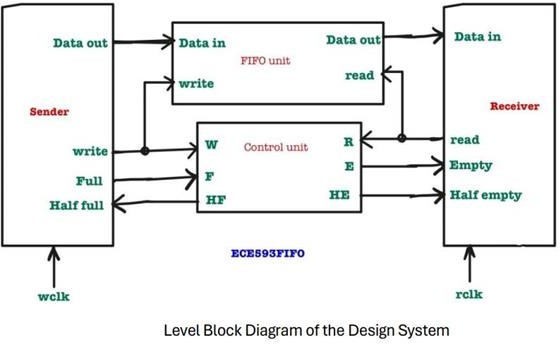 Sender
Data out
write
Full
Half full
wclk
Data in
FIFO unit
write
Data out
read
W
Control unit
F
HF
R
E
HE
Receiver
Data in
read
Empty
Half empty
rclk
ECE593FIFO
Level Block Diagram of the Design System